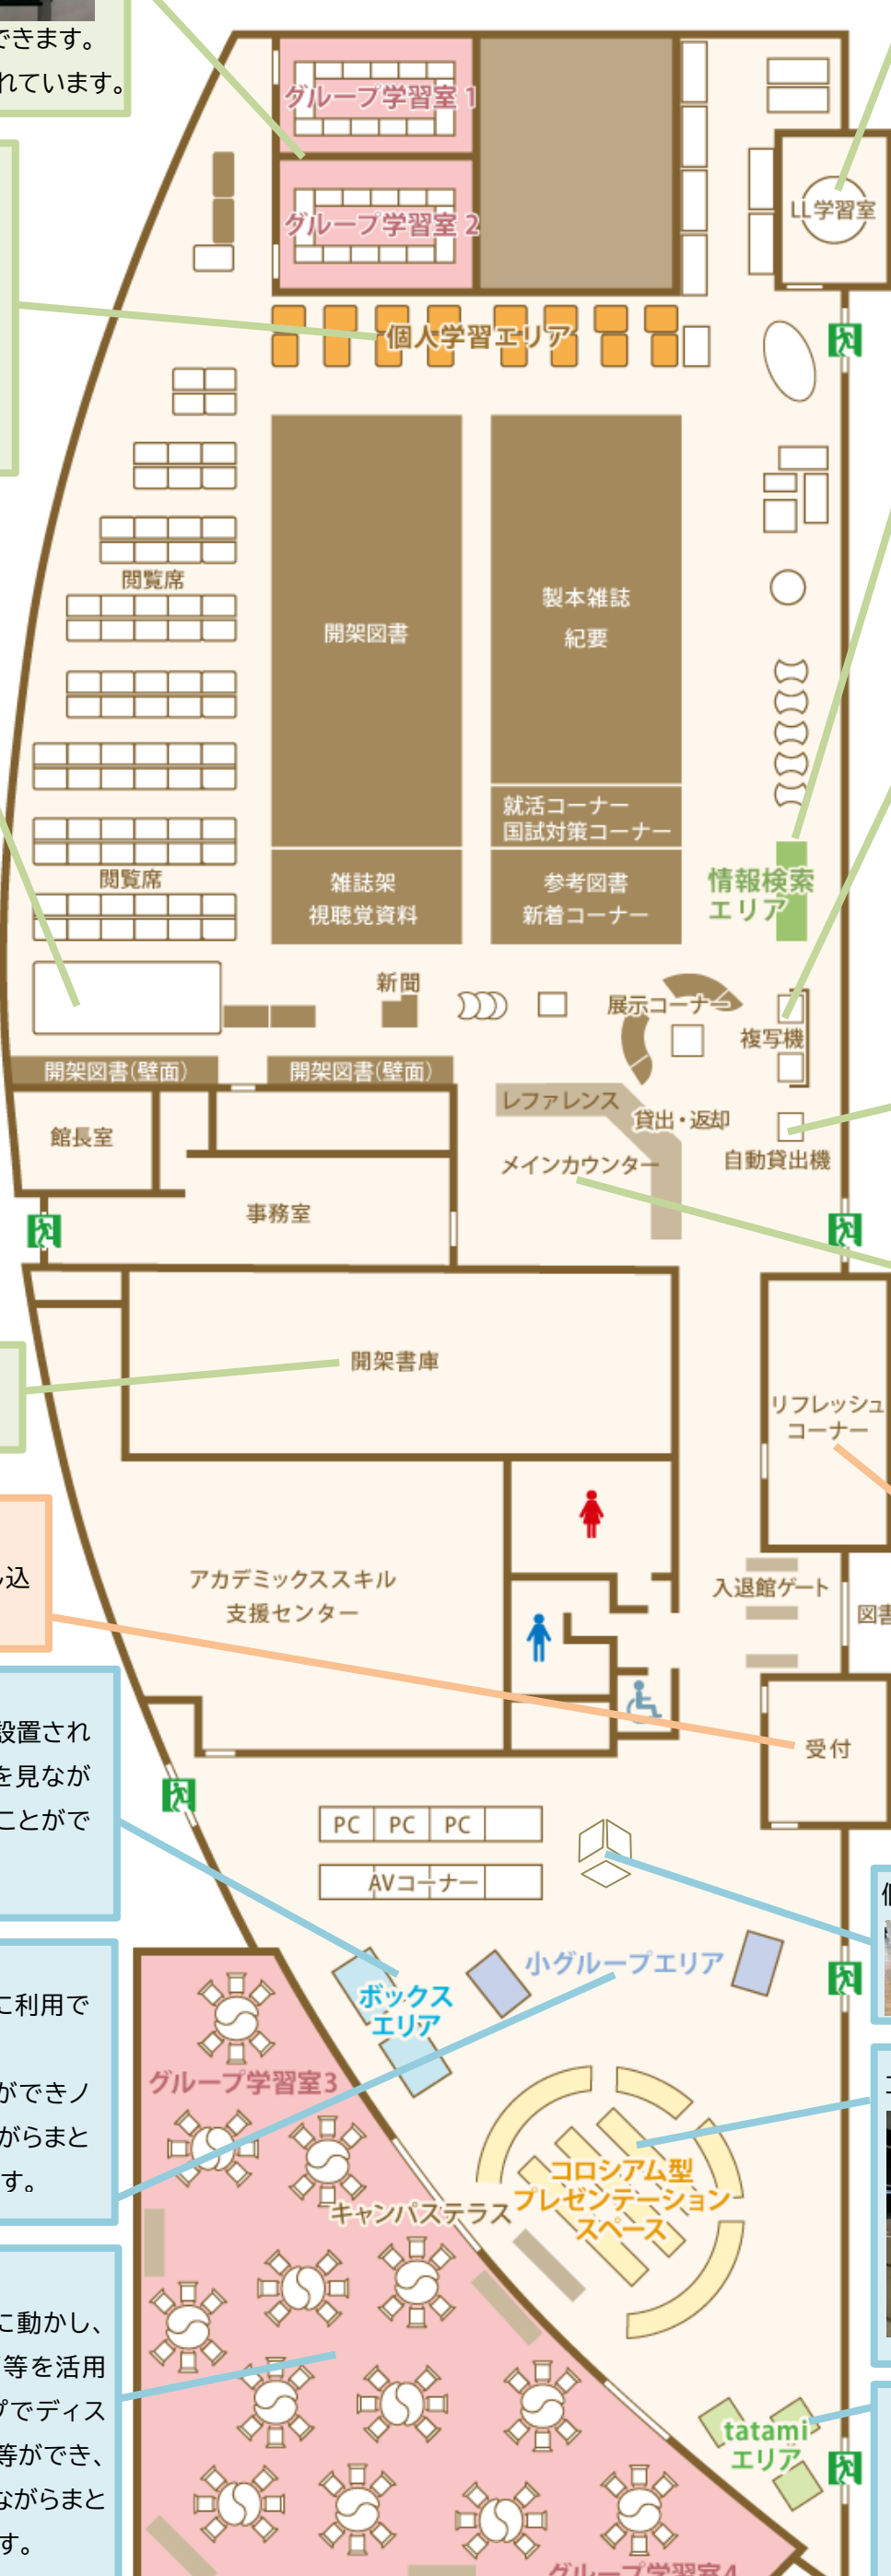 できます。
れています。
グループ学習室 1
グループ学習室 2
LL学習室
個人学習エリア
閲覧席
開架図書
製本雑誌
紀要
就活コーナー
国試対策コーナー
閲覧席
雑誌架
視聴覚資料
参考図書
新着コーナー
情報検索
エリア
新聞
展示コーナー
複写機
開架図書(壁面)
開架図書(壁面)
レファレンス
貸出・返却
館長室
メインカウンター
自動貸出機
事務室
開架書庫
リフレッシュ
コーナー
し込
アカデミックススキル
支援センター
入退館ゲート
図書
設置され
を見なが
ことがで
受付
PC PC PC
AVコーナー
小グループエリア
ボックス
エリア
に利用で
ができノ
がらまと
す。
グループ学習室3
キャンパステラス
コロシアム型
プレゼンテーション
スペース
に動かし、
等を活用
プでディス
等ができ、
ながらまと
す。
tatami
エリア
グループ学習室4